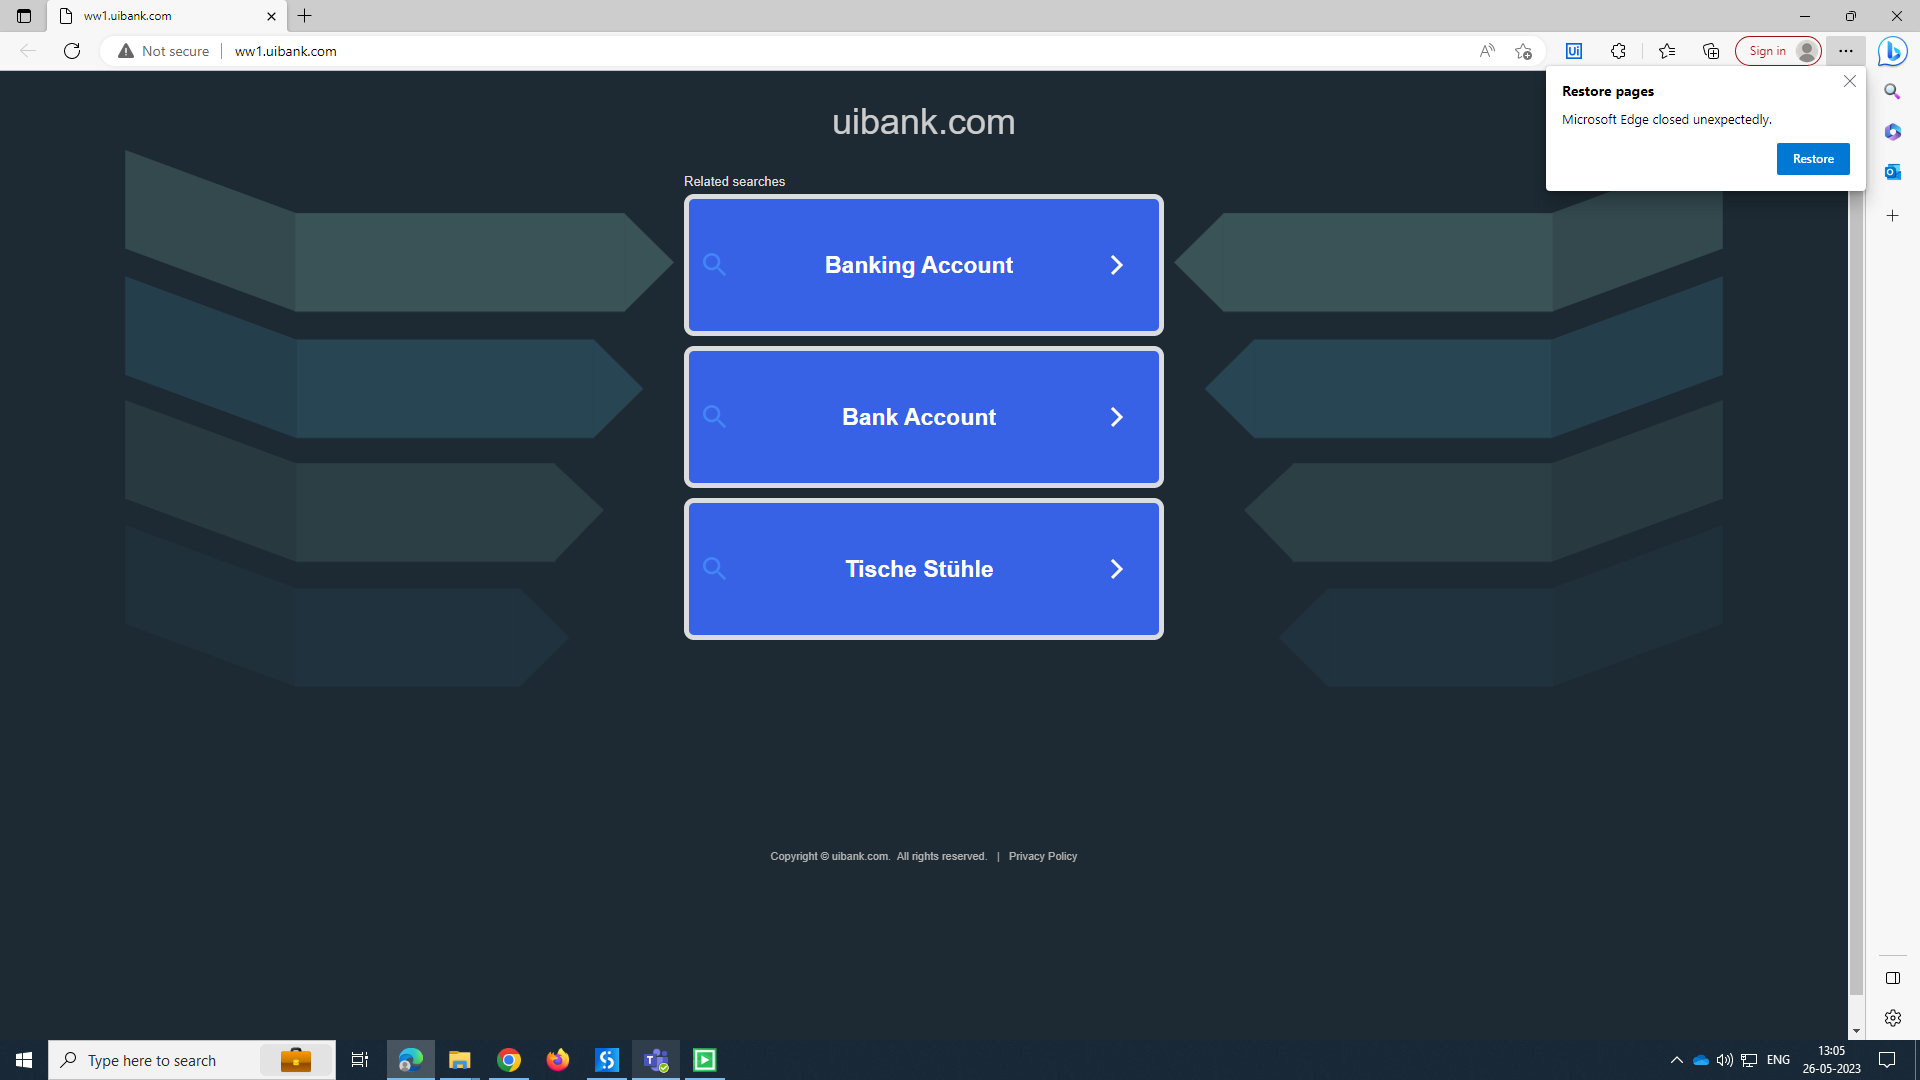 ww1.uibank.com
Not secure
ww1.uibank.com
Sign in
Restore pages
Microsoft Edge closed unexpectedly.
Restore
uibank.com
Related searches
Banking Account
Bank Account
Tische Stühle
Copyright © uibank.com. All rights reserved. | Privacy Policy
Type here to search
ENG
13:05
26-05-2023